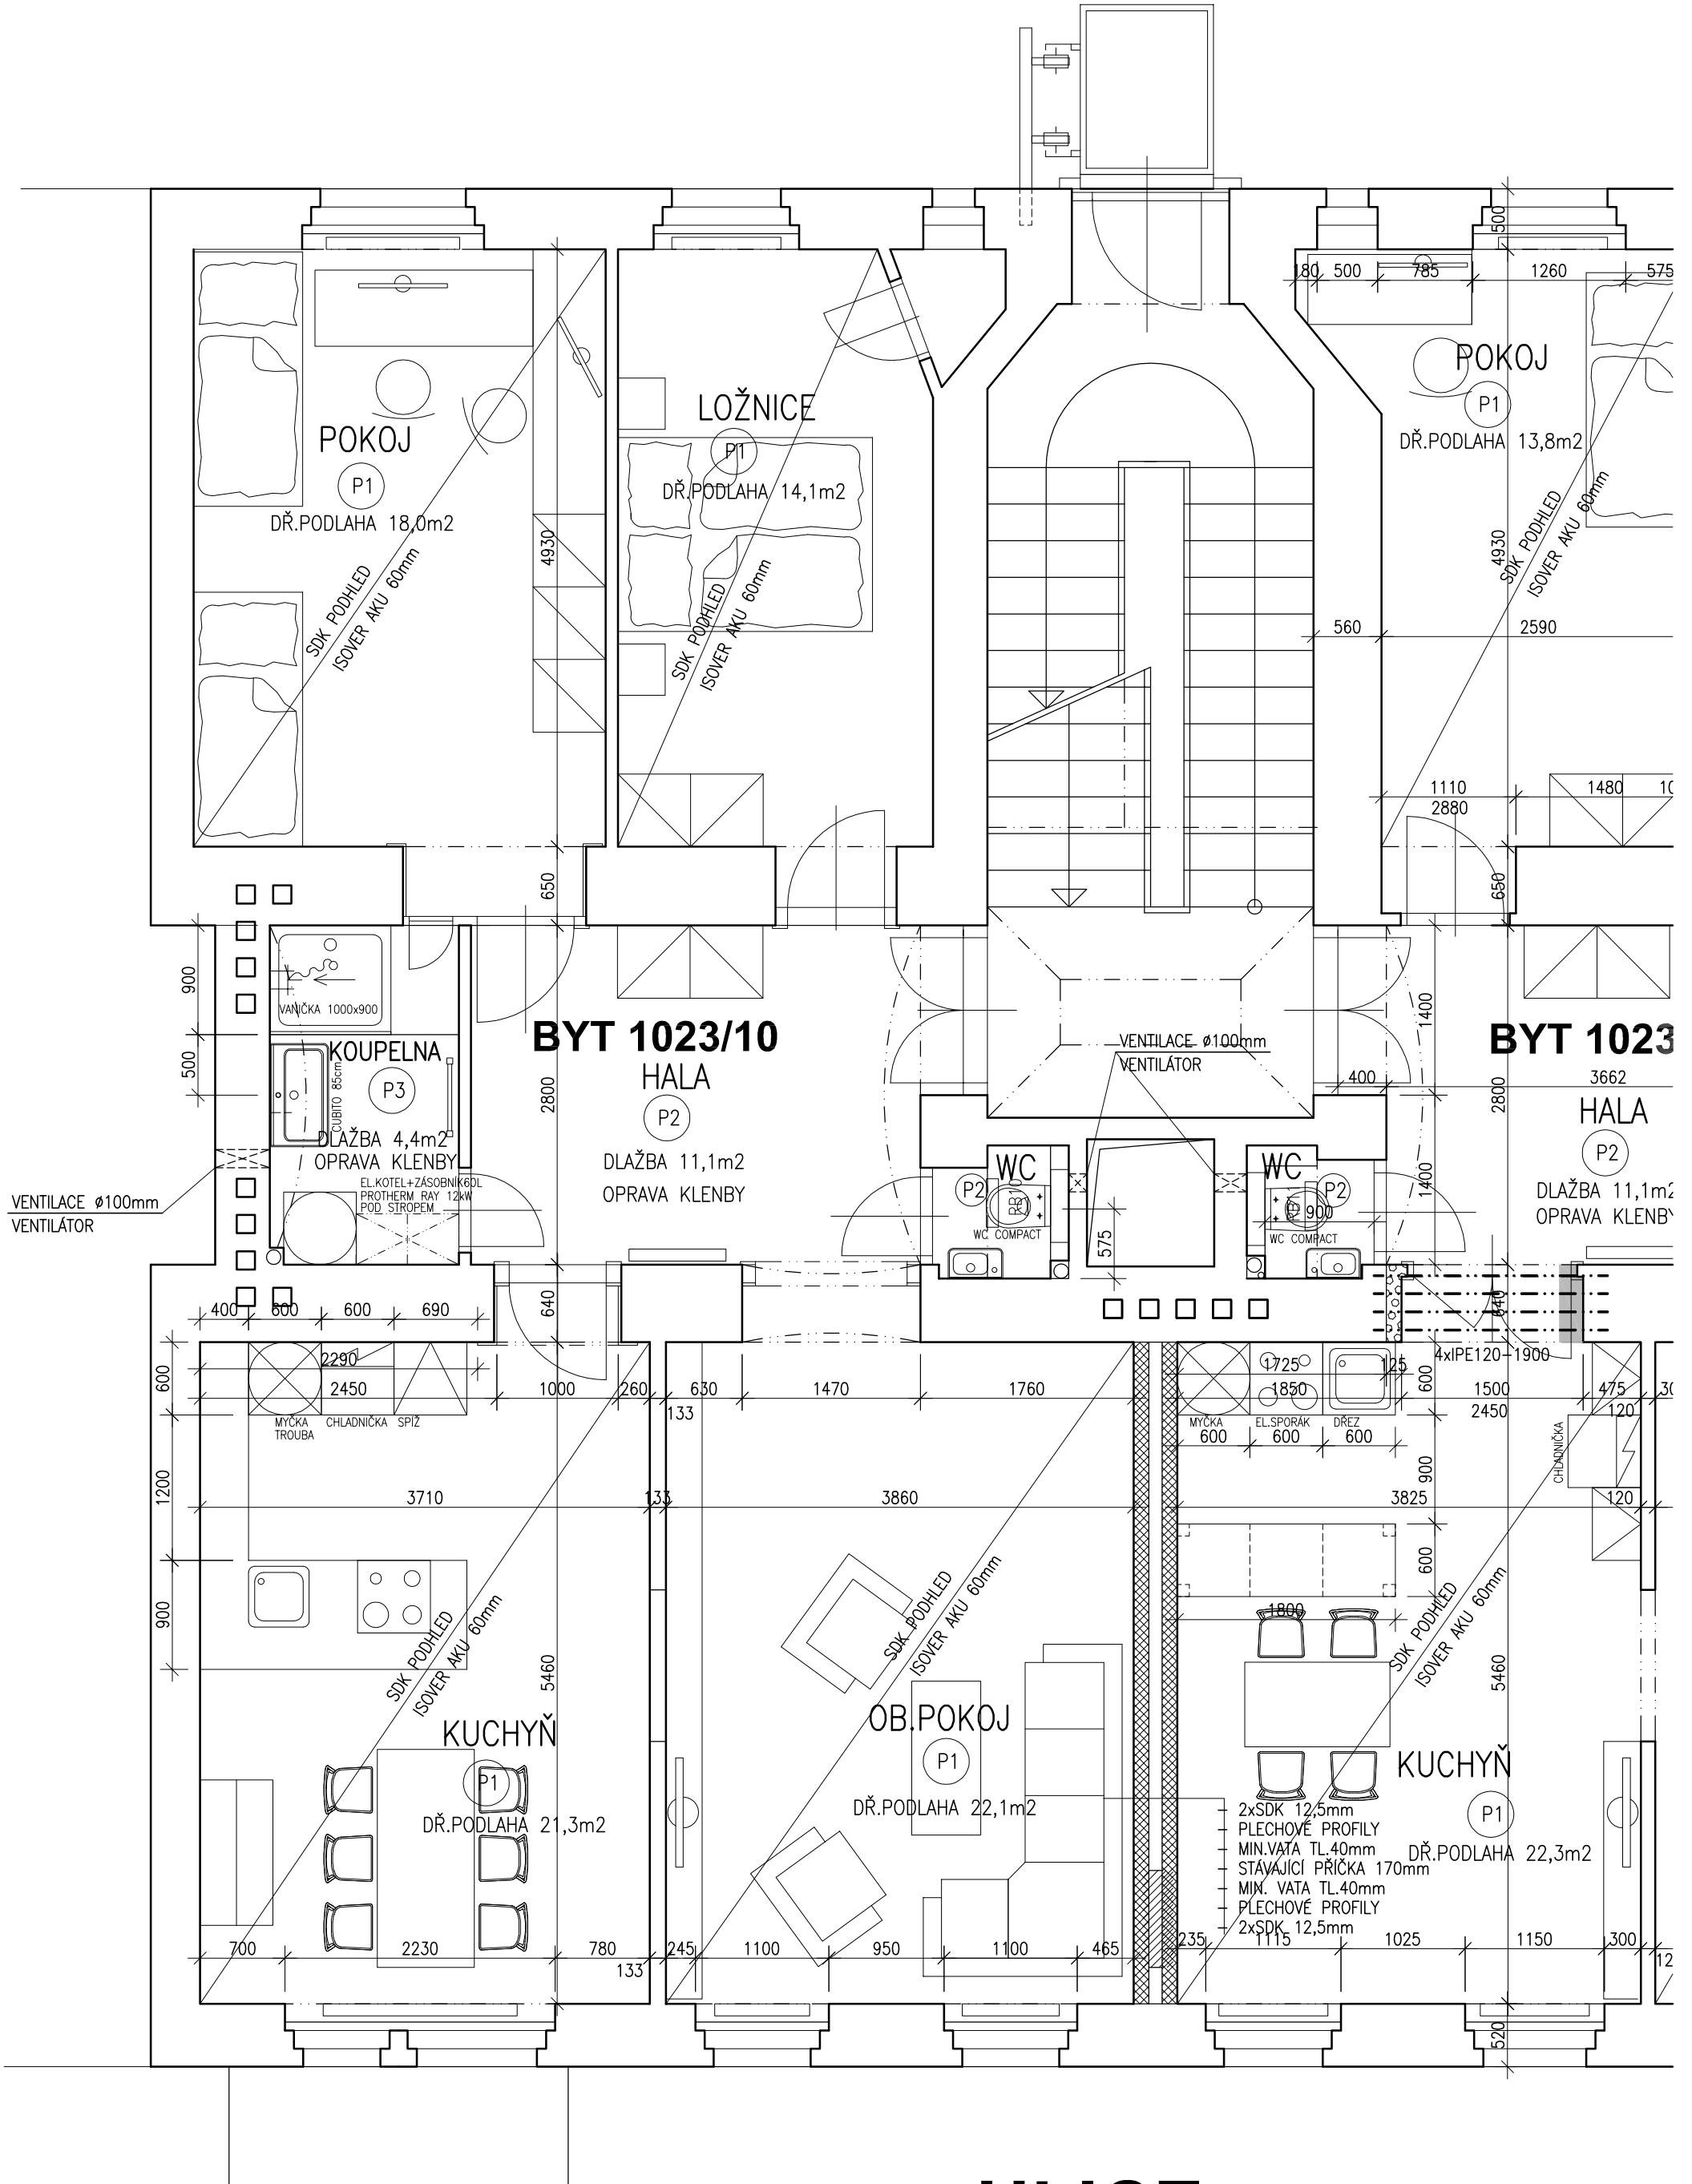 500
180 500 785 1260 575
POKOJ
P1
DŘ.PODLAHA 13,8m2
LOŽNICE
P1
DŘ.PODLAHA 14,1m2
POKOJ
P1
DŘ.PODLAHA 18,0m2
4930
SDK PODHLED
ISOVER AKU 60mm
SDK PODHLED
ISOVER AKU 60mm
4930
SDK PODHLED
ISOVER AKU 60mm
560 2590
1110 1480 10
2880
650
650
900
500
VANIČKA 1000x900
KOUPELNA
P3
CUBITO 85cm
DLAŽBA 4,4m2
OPRAVA KLENBY
EL.KOTEL+ZÁSOBNÍK60L
PROTHERM RAY 12kW
POD STROPEM
VENTILACE ø100mm
VENTILÁTOR
2800
BYT 1023/10
HALA
P2
DLAŽBA 11,1m2
OPRAVA KLENBY
VENTILACE ø100mm
VENTILÁTOR
1400
400
3662
2800
1400
BYT 1023
HALA
P2
DLAŽBA 11,1m2
OPRAVA KLENBY
WC
P2
WC COMPACT
575
WC
P2
900
WC COMPACT
640
640
400 600 600 690
2290
600
2450 1000 260 630 1470 1760
133
MYČKA
TROUBA
CHLADNIČKA
SPÍŽ
1200
3710 133 3860
900
1725 125
1850
600
4xIPE120-1900
1500 475 30
2450 120
MYČKA
EL.SPORÁK
DŘEZ
600 600 600
CHLADNIČKA
900
3825 120
600
1800
SDK PODHLED
ISOVER AKU 60mm
SDK PODHLED
ISOVER AKU 60mm
SDK PODHLED
ISOVER AKU 60mm
5460
5460
KUCHYŇ
P1
DŘ.PODLAHA 21,3m2
OB.POKOJ
P1
DŘ.PODLAHA 22,1m2
KUCHYŇ
P1
DŘ.PODLAHA 22,3m2
2xSDK 12,5mm
PLECHOVÉ PROFILY
MIN.VATA TL.40mm
STÁVAJÍCÍ PŘÍČKA 170mm
MIN. VATA TL.40mm
PLECHOVÉ PROFILY
2xSDK 12,5mm
700 2230 780 245 1100 950 1100 465
133
235 1115 1025 1150 300
12
520